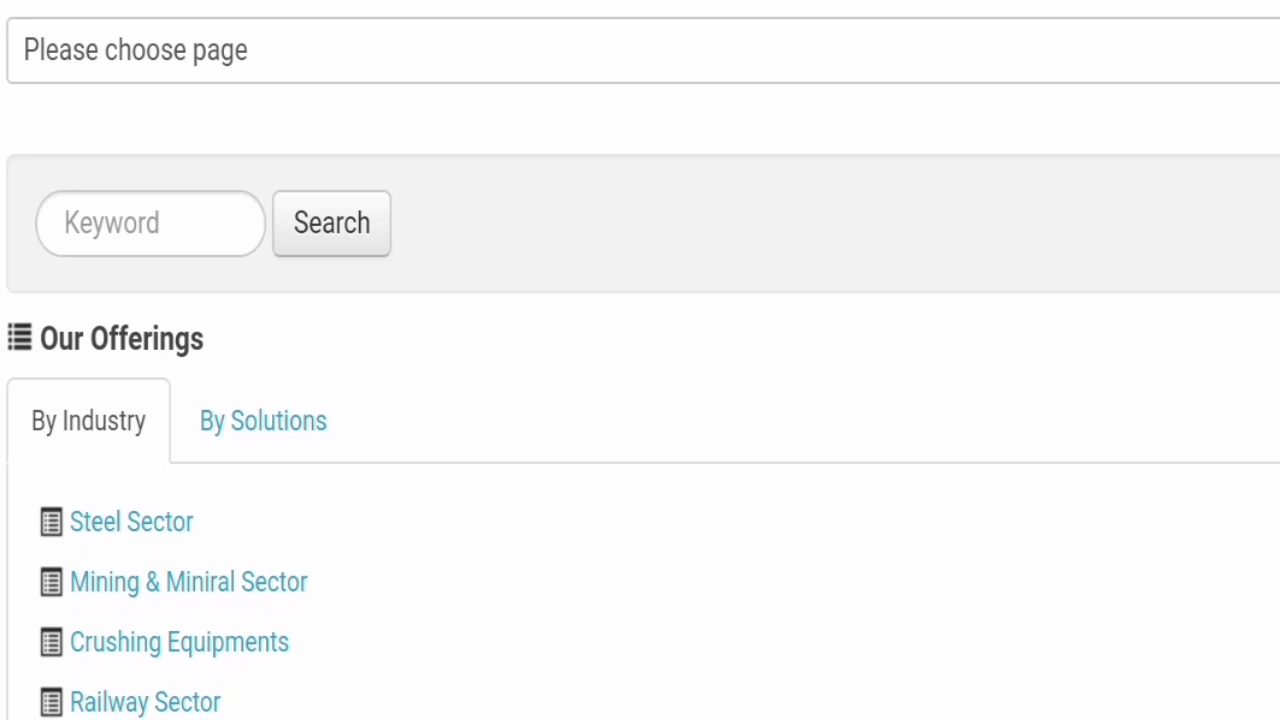 Please choose page
Keyword Search
Our Offerings
By Industry By Solutions
Steel Sector
Mining & Miniral Sector
Crushing Equipments
Railway Sector